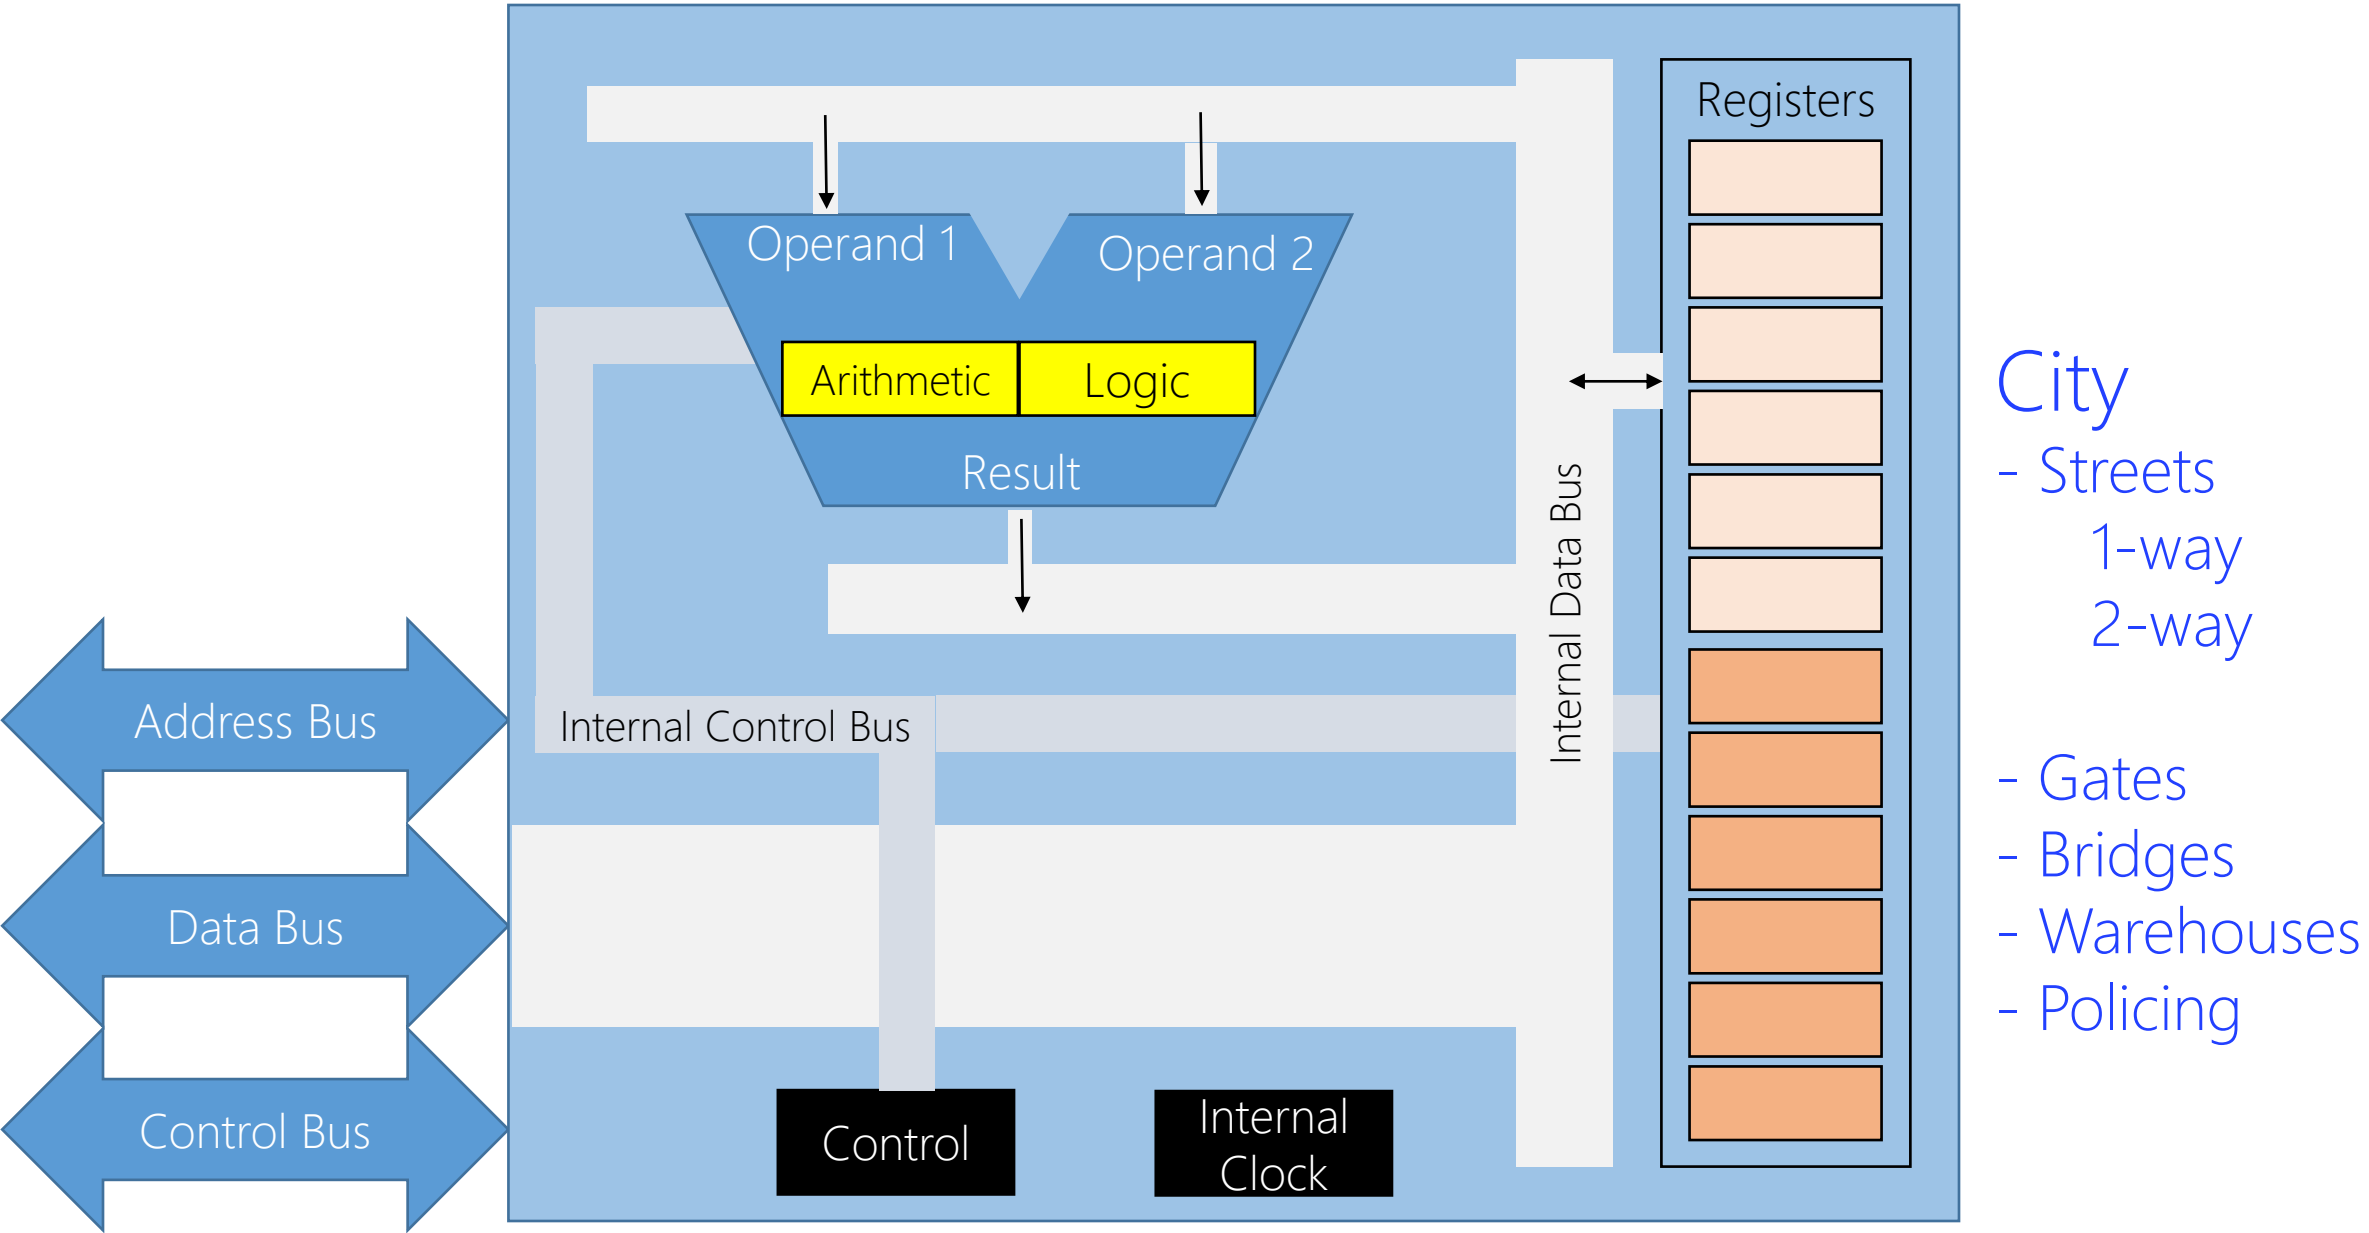 Registers
Operand 1
Operand 2
Arithmetic
Logic
Result
Internal Data Bus
Address Bus
Internal Control Bus
Data Bus
Control Bus
Control
Internal
Clock
City
- Streets
1-way
2-way
- Gates
- Bridges
- Warehouses
- Policing